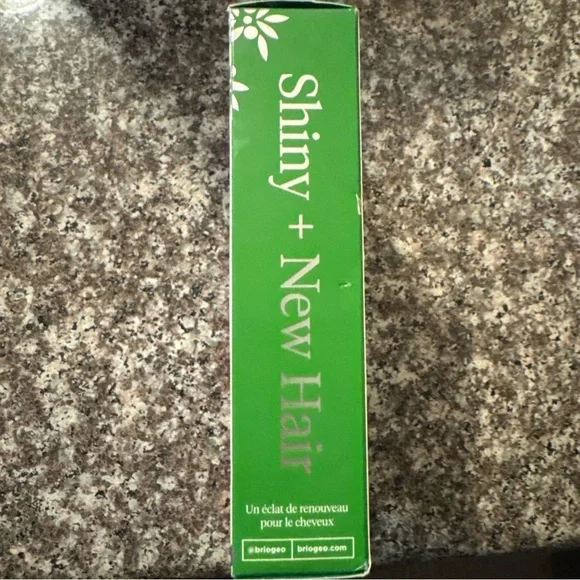 Shiny + New Hair
Un éclat de renouveau
pour le cheveux
@briogeo | briogeo.com